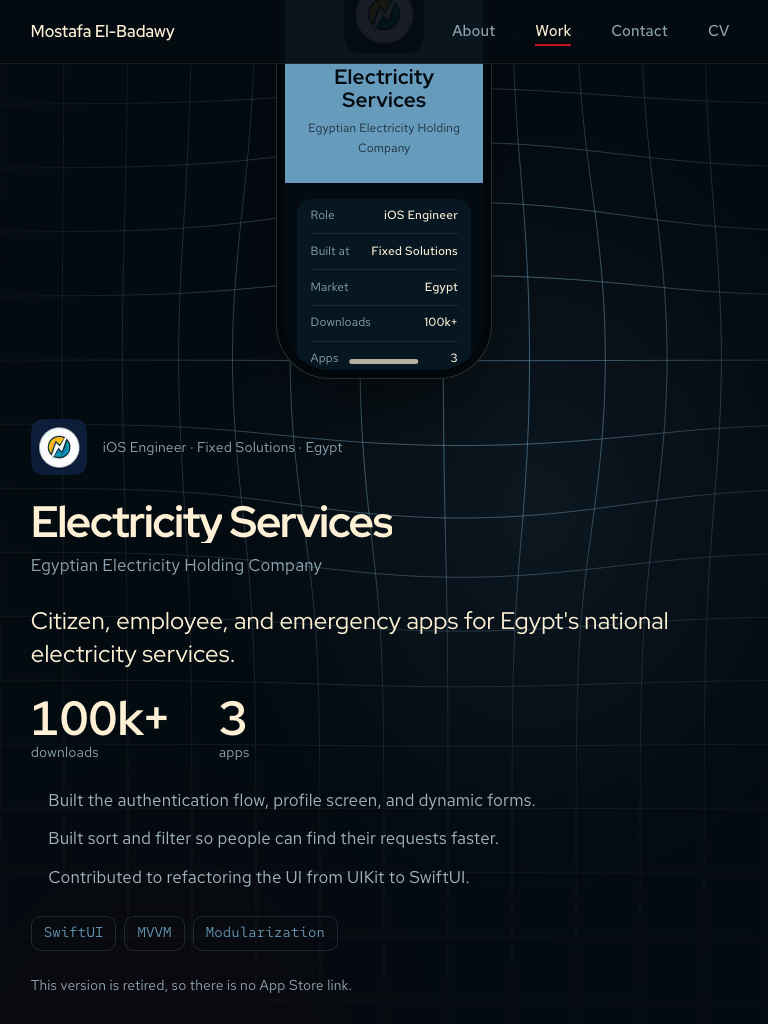 Mostafa El-Badawy
About
Work
Contact
CV
Electricity
Services
Egyptian Electricity Holding
Company
Role iOS Engineer
Built at Fixed Solutions
Market Egypt
Downloads 100k+
Apps 3
iOS Engineer · Fixed Solutions · Egypt
Electricity Services
Egyptian Electricity Holding Company
Citizen, employee, and emergency apps for Egypt's national
electricity services.
100k+ 3
downloads apps
Built the authentication flow, profile screen, and dynamic forms.
Built sort and filter so people can find their requests faster.
Contributed to refactoring the UI from UIKit to SwiftUI.
SwiftUI MVVM Modularization
This version is retired, so there is no App Store link.